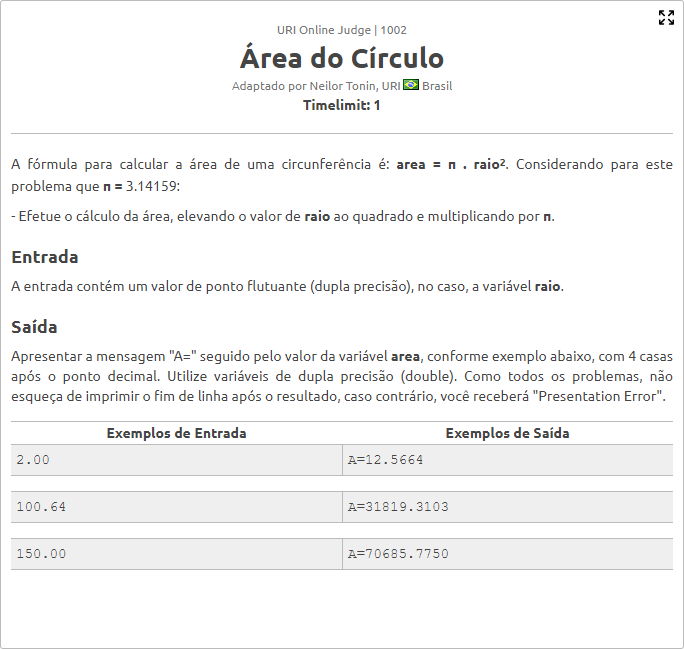 URI Online Judge | 1002
Área do Círculo
Adaptado por Neilor Tonin, URI Brasil
Timelimit: 1
A fórmula para calcular a área de uma circunferência é: area = π . raio². Considerando para este
problema que π = 3.14159:
- Efetue o cálculo da área, elevando o valor de raio ao quadrado e multiplicando por π.
Entrada
A entrada contém um valor de ponto flutuante (dupla precisão), no caso, a variável raio.
Saída
Apresentar a mensagem "A=" seguido pelo valor da variável area, conforme exemplo abaixo, com 4 casas
após o ponto decimal. Utilize variáveis de dupla precisão (double). Como todos os problemas, não
esqueça de imprimir o fim de linha após o resultado, caso contrário, você receberá "Presentation Error".
Exemplos de Entrada Exemplos de Saída
2.00 A=12.5664
100.64 A=31819.3103
150.00 A=70685.7750